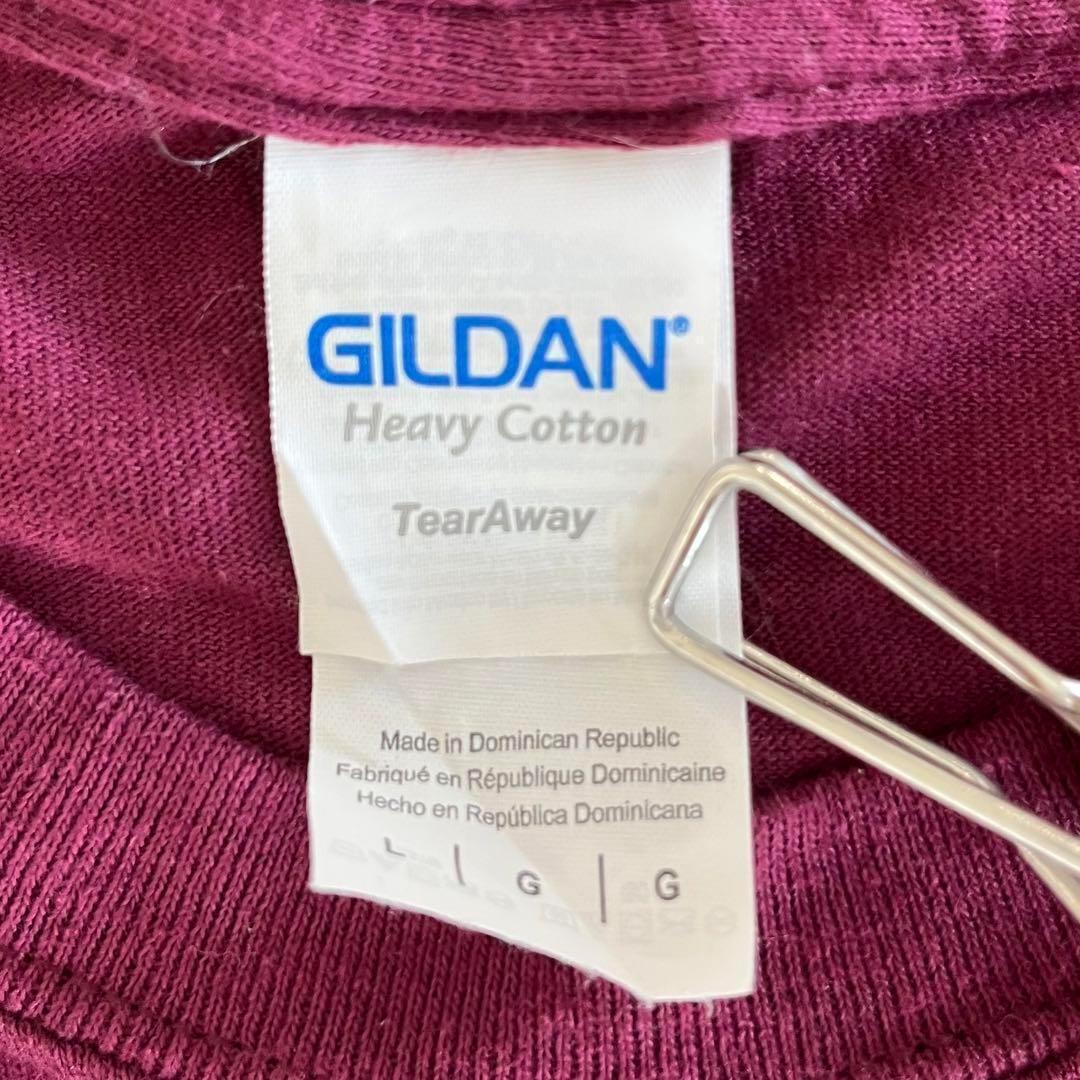 GILDAN®
Heavy Cotton
TearAway
Made in Dominican Republic
Fabriqué en République Dominicaine
Hecho en República Dominicana
L | G | G